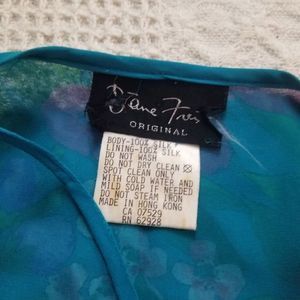 Diane Fres
ORIGINAL
BODY-100% SILK
LINING-100% SILK
DO NOT WASH
DO NOT DRY CLEAN
SPOT CLEAN ONLY
WITH COLD WATER AND
MILD SOAP IF NEEDED
DO NOT STEAM IRON
MADE IN HONG KONG
CA 07529
RN 62928